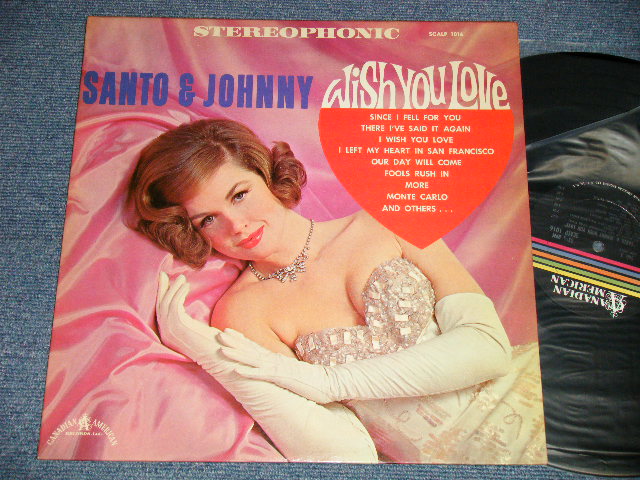 STEREOPHONIC
SCALP 1016
SANTO & JOHNNY
WISH YOU LOVE
SINCE I FELL FOR YOU
THERE I'VE SAID IT AGAIN
I WISH YOU LOVE
I LEFT MY HEART IN SAN FRANCISCO
OUR DAY WILL COME
FOOLS RUSH IN
MORE
MONTE CARLO
AND OTHERS . . .
CANADIAN AMERICAN
RECORDS, Ltd.
CANADIAN
AMERICAN